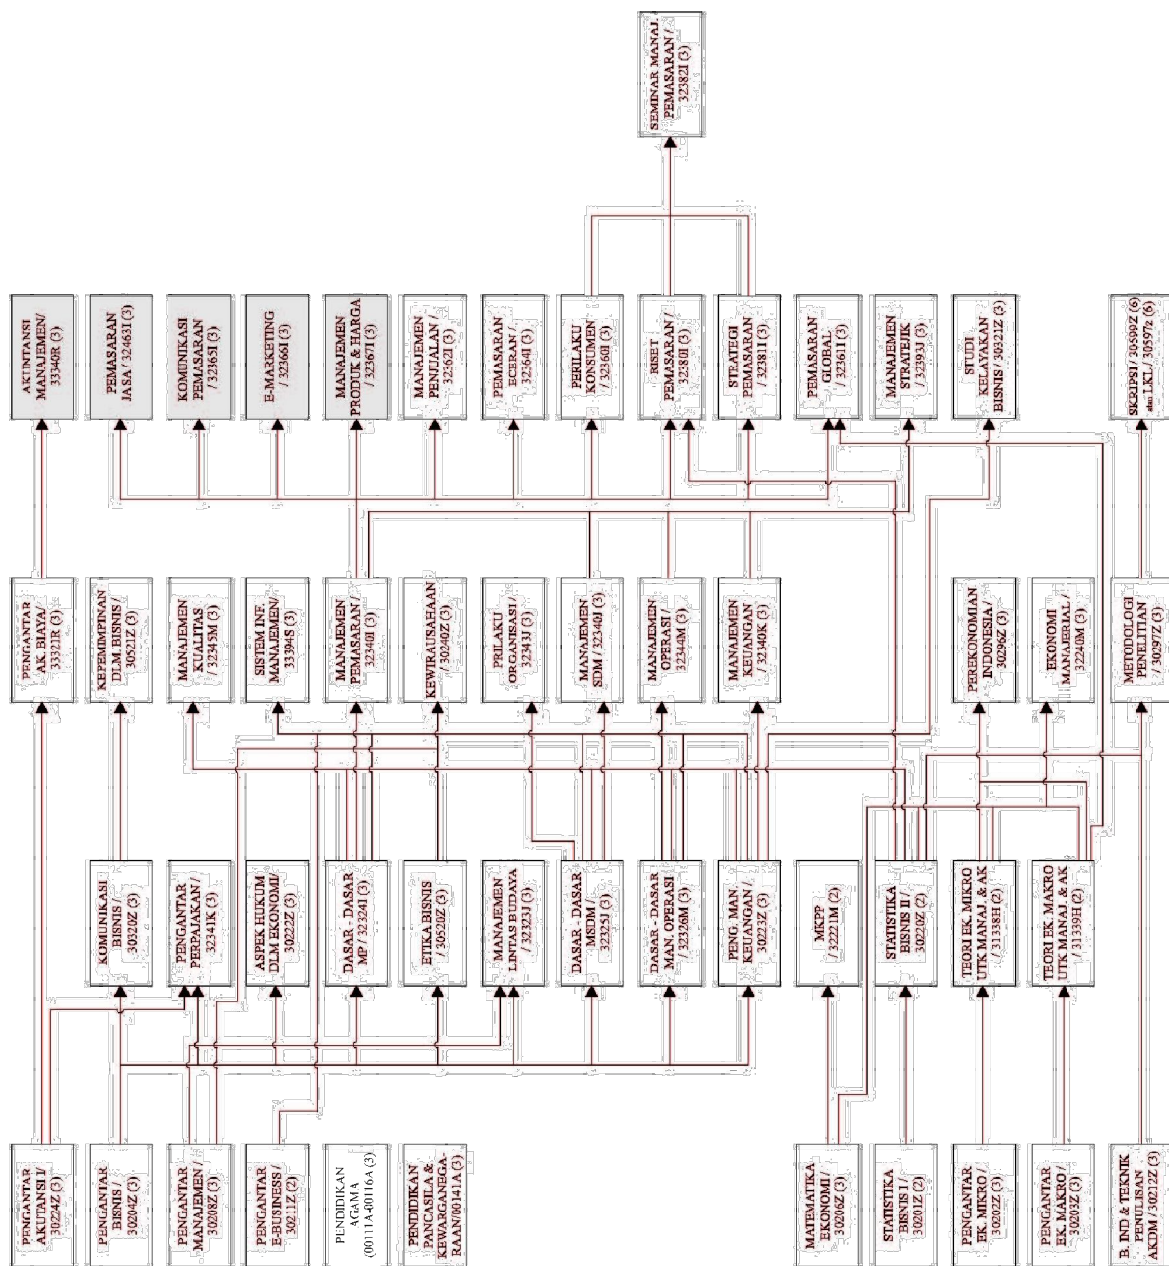 SEMINAR MANAJ.
PEMASARAN /
32382I (3)
AKUNTANSI
MANAJEMEN/
33340R (3)
PEMASARAN
JASA / 32463I (3)
KOMUNIKASI
PEMASARAN
/ 32365I (3)
E-MARKETING
/ 32366I (3)
MANAJEMEN
PRODUK & HARGA
/ 32367I (3)
MANAJEMEN
PENJUALAN /
32362I (3)
PEMASARAN
ECERAN /
32364I (3)
PERILAKU
KONSUMEN
/ 32360I (3)
RISET
PEMASARAN /
32380I (3)
STRATEGI
PEMASARAN
/ 32381I (3)
PEMASARAN
GLOBAL
/ 32361I (3)
MANAJEMEN
STRATEJIK
/ 32393J (3)
STUDI
KELAYAKAN
BISNIS / 30321Z (3)
SKRIPSI / 30599Z (6)
atau LKL/ 30597z (6)
PENGANTAR
AK. BIAYA/
33321R (3)
KEPEMIMPINAN
DLM. BISNIS /
30521Z (3)
MANAJEMEN
KUALITAS
/ 32345M (3)
SISTEM INF.
MANAJEMEN/
33394S (3)
MANAJEMEN
PEMASARAN
/ 32340I (3)
KEWIRAUSAHAAN
/ 30240Z (3)
PRILAKU
ORGANISASI /
32343J (3)
MANAJEMEN
SDM / 32340J (3)
MANAJEMEN
OPERASI /
32344M (3)
MANAJEMEN
KEUANGAN
/ 32340K (3)
PEREKONOMIAN
INDONESIA /
30296Z (3)
EKONOMI
MANAJERIAL /
32240M (3)
METODOLOGI
PENELITIAN
/ 30297Z (3)
KOMUNIKASI
BISNIS /
30320Z (3)
PENGANTAR
PERPAJAKAN /
32341K (3)
ASPEK HUKUM
DLM EKONOMI/
30222Z (3)
DASAR - DASAR
MP / 32324I (3)
ETIKA BISNIS
/ 30520Z (3)
MANAJEMEN
LINTAS BUDAYA
/ 32323J (3)
DASAR - DASAR
MSDM /
32325J (3)
DASAR - DASAR
MAN. OPERASI
/ 32326M (3)
PENG. MAN.
KEUANGAN /
30223Z (3)
MKPP
/ 32221M (2)
STATISTIKA
BISNIS II /
30220Z (2)
TEORI EK. MIKRO
UTK MANAJ. & AK
/ 31338H (2)
TEORI EK. MAKRO
UTK MANAJ. & AK
/ 31339H (2)
PENGANTAR
AKUTANSI I/
30224Z (3)
PENGANTAR
BISNIS /
30204Z (3)
PENGANTAR
MANAJEMEN /
30208Z (3)
PENGANTAR
E-BUSINESS /
30211Z (2)
PENDIDIKAN
AGAMA
(00111A-00116A (3)
PENDIDIKAN
PANCASILA &
KEWARGANEGA-
RAAN/00141A (3)
MATEMATIKA
EKONOMI /
30206Z (3)
STATISTIKA
BISNIS I /
30201Z (2)
PENGANTAR
EK. MIKRO /
30202Z (3)
PENGANTAR
EK. MAKRO /
30203Z (3)
B. IND & TEKNIK
PENULISAN
AKDM / 30212Z (3)